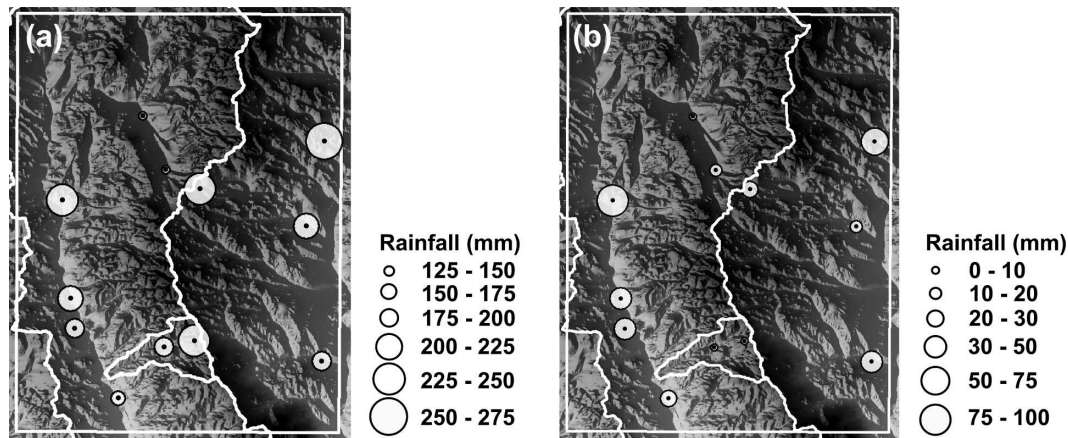 (a)
Rainfall (mm)
125 - 150
150 - 175
175 - 200
200 - 225
225 - 250
250 - 275
(b)
Rainfall (mm)
0 - 10
10 - 20
20 - 30
30 - 50
50 - 75
75 - 100